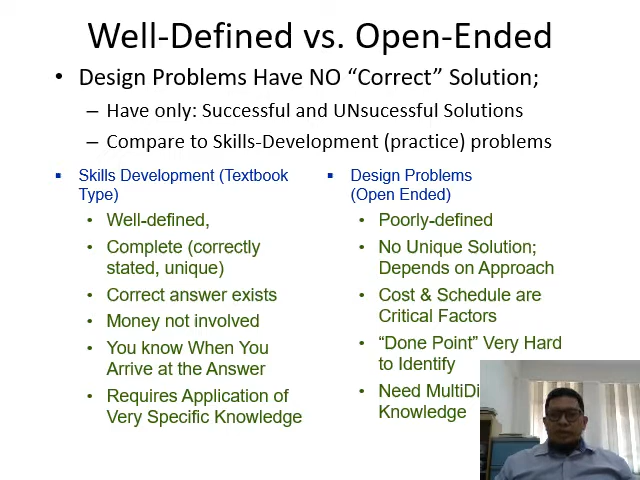 Well-Defined vs. Open-Ended
• Design Problems Have NO “Correct” Solution;
– Have only: Successful and UNsucessful Solutions
– Compare to Skills-Development (practice) problems
▪ Skills Development (Textbook
Type)
• Well-defined,
• Complete (correctly
stated, unique)
• Correct answer exists
• Money not involved
• You know When You
Arrive at the Answer
• Requires Application of
Very Specific Knowledge
▪ Design Problems
(Open Ended)
• Poorly-defined
• No Unique Solution;
Depends on Approach
• Cost & Schedule are
Critical Factors
• “Done Point” Very Hard
to Identify
• Need MultiDi
Knowledge